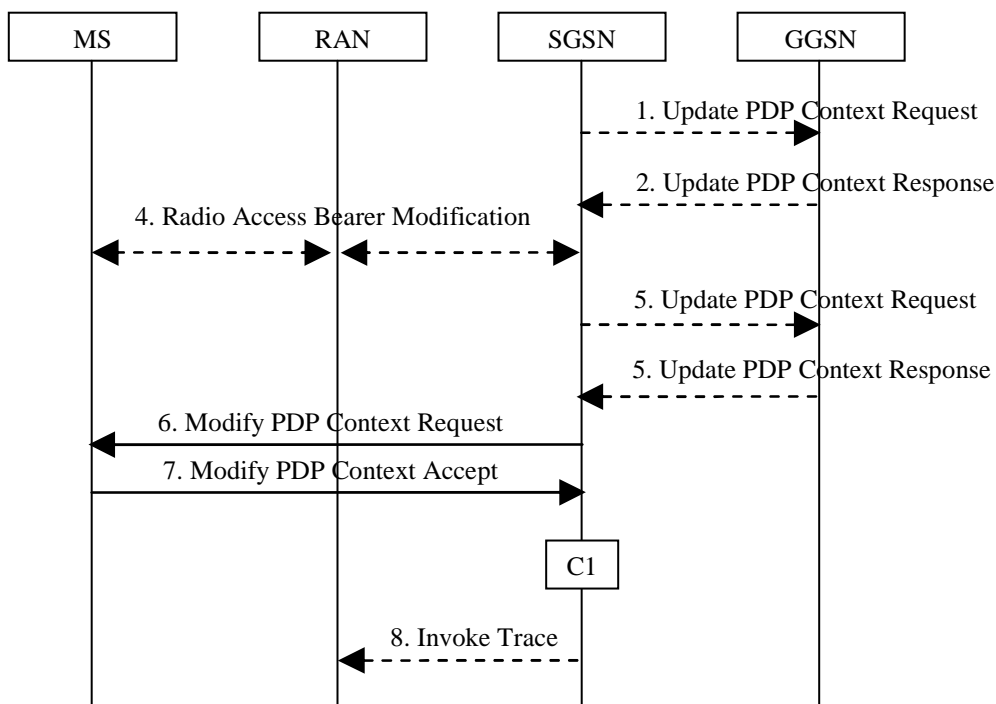 MS
RAN
SGSN
GGSN
1. Update PDP Context Request
2. Update PDP Context Response
4. Radio Access Bearer Modification
5. Update PDP Context Request
5. Update PDP Context Response
6. Modify PDP Context Request
7. Modify PDP Context Accept
C1
8. Invoke Trace